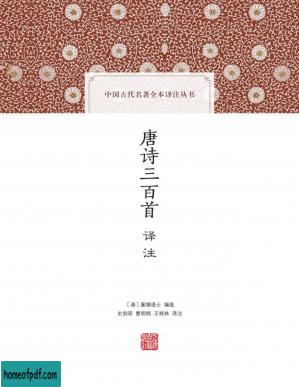 中国古代名著全本译注丛书
唐诗三百首
译注
［清］蘅塘退士 编选
史良昭 曹明纲 王根林 译注
homeofpdf.com
homeofpdf.com